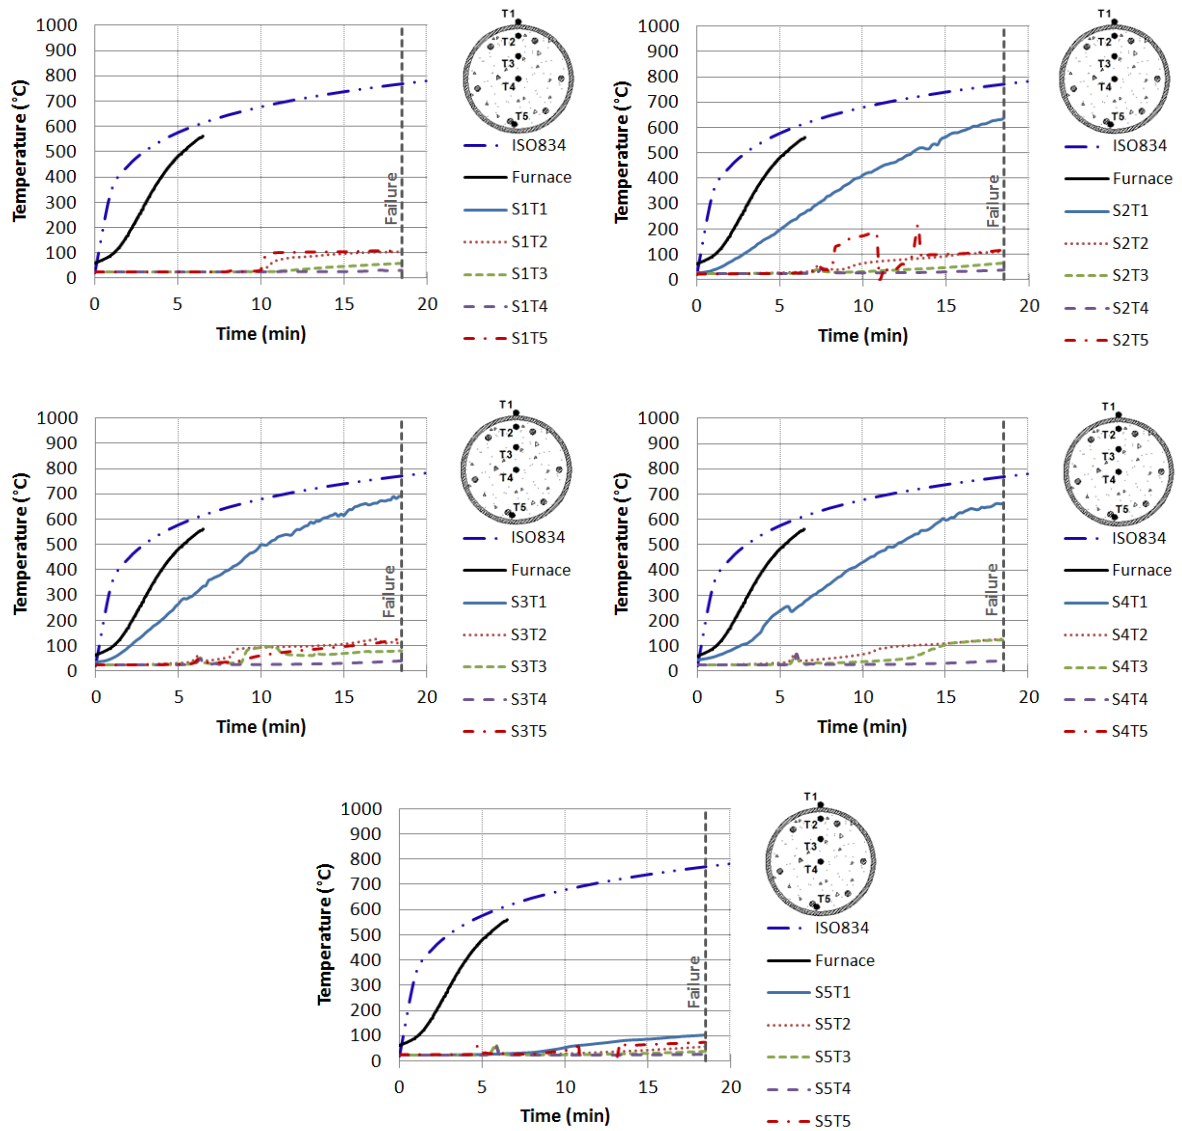 1000
900
800
700
600
500
400
300
200
100
0
Temperature (°C)
0 5 10 15 20
Time (min)
Failure
T1
T2
T3
T4
T5
ISO834
Furnace
S1T1
S1T2
S1T3
S1T4
S1T5
1000
900
800
700
600
500
400
300
200
100
0
Temperature (°C)
0 5 10 15 20
Time (min)
Failure
T1
T2
T3
T4
T5
ISO834
Furnace
S2T1
S2T2
S2T3
S2T4
S2T5
1000
900
800
700
600
500
400
300
200
100
0
Temperature (°C)
0 5 10 15 20
Time (min)
Failure
T1
T2
T3
T4
T5
ISO834
Furnace
S3T1
S3T2
S3T3
S3T4
S3T5
1000
900
800
700
600
500
400
300
200
100
0
Temperature (°C)
0 5 10 15 20
Time (min)
Failure
T1
T2
T3
T4
T5
ISO834
Furnace
S4T1
S4T2
S4T3
S4T4
S4T5
1000
900
800
700
600
500
400
300
200
100
0
Temperature (°C)
0 5 10 15 20
Time (min)
Failure
T1
T2
T3
T4
T5
ISO834
Furnace
S5T1
S5T2
S5T3
S5T4
S5T5